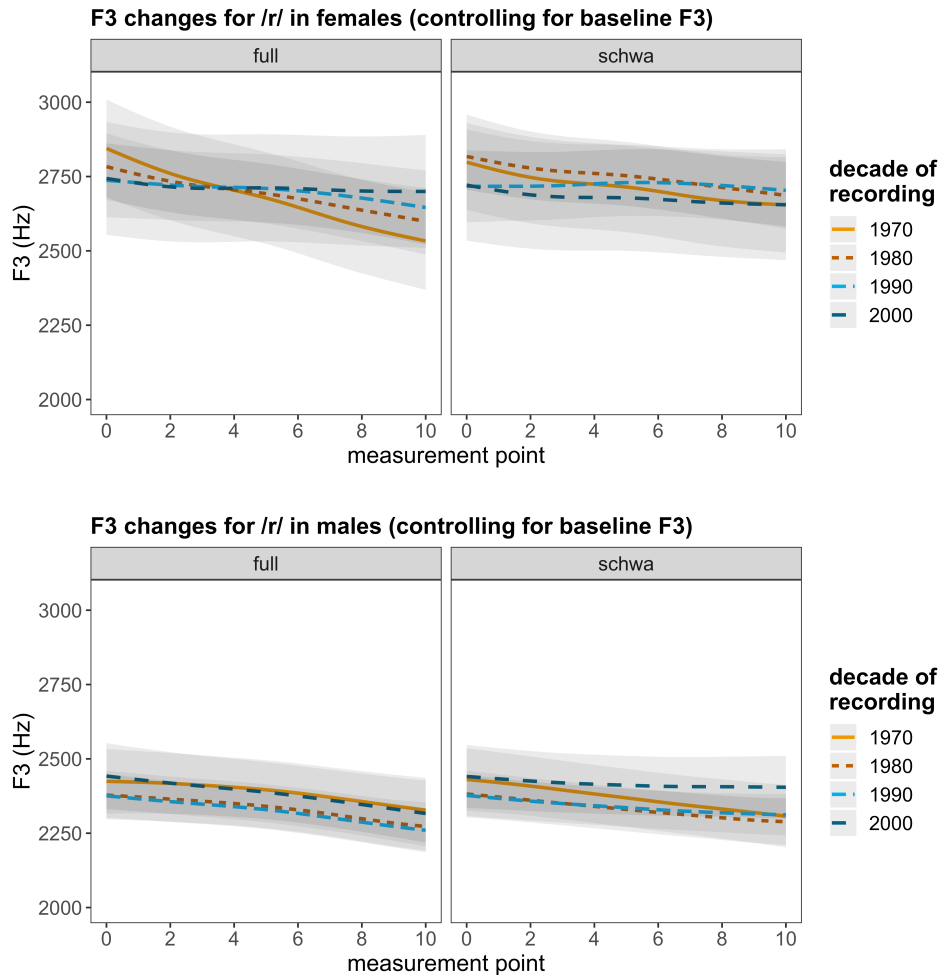 F3 changes for /r/ in females (controlling for baseline F3)
full
schwa
F3 (Hz)
3000
2750
2500
2250
2000
0 2 4 6 8 10
0 2 4 6 8 10
measurement point
decade of
recording
1970
1980
1990
2000
F3 changes for /r/ in males (controlling for baseline F3)
full
schwa
F3 (Hz)
3000
2750
2500
2250
2000
0 2 4 6 8 10
0 2 4 6 8 10
measurement point
decade of
recording
1970
1980
1990
2000